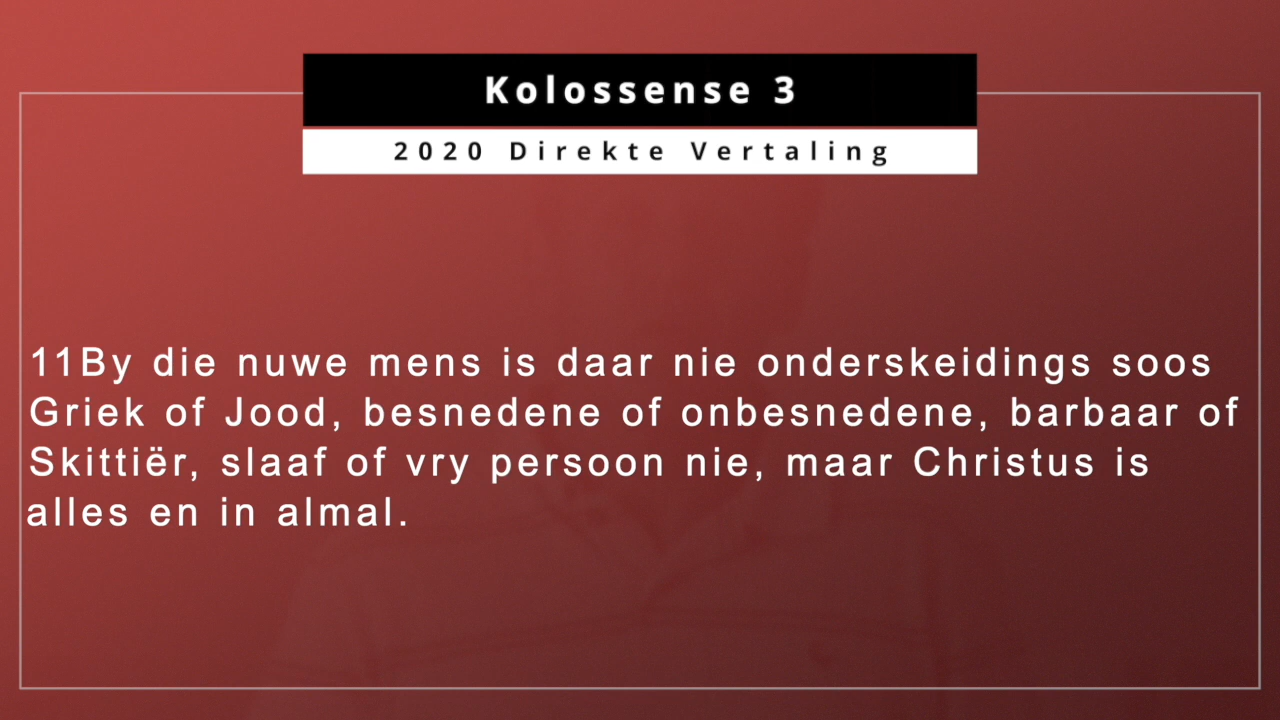 Kolossense 3
2020 Direkte Vertaling
11By die nuwe mens is daar nie onderskeidings soos
Griek of Jood, besnedene of onbesnedene, barbaar of
Skittiër, slaaf of vry persoon nie, maar Christus is
alles en in almal.